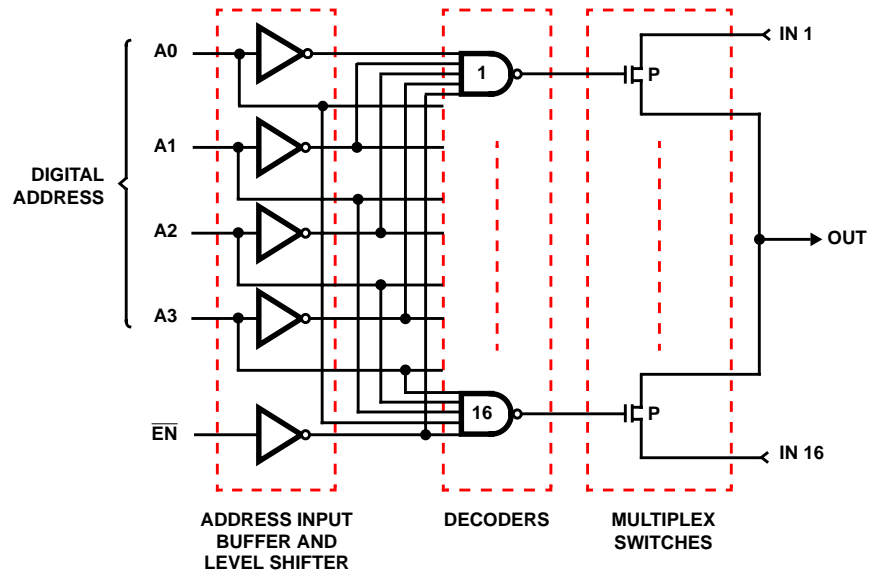 A0
1
P
IN 1
A1
DIGITAL
ADDRESS
A2
OUT
A3
E̅N̅
16
P
IN 16
ADDRESS INPUT
BUFFER AND
LEVEL SHIFTER
DECODERS
MULTIPLEX
SWITCHES